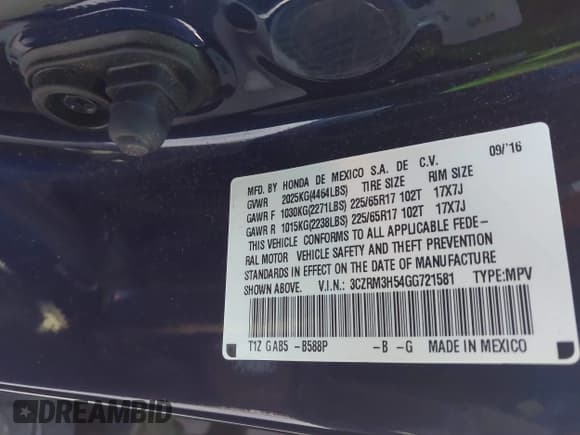 MFD. BY HONDA DE MEXICO S.A. DE C.V. 09/'16
GVWR 2025KG(4464LBS) TIRE SIZE RIM SIZE
GAWR F 1030KG(2271LBS) 225/65R17 102T 17X7J
GAWR R 1015KG(2238LBS) 225/65R17 102T 17X7J
THIS VEHICLE CONFORMS TO ALL APPLICABLE FEDE-
RAL MOTOR VEHICLE SAFETY AND THEFT PREVENTION
STANDARDS IN EFFECT ON THE DATE OF MANUFACTURE
SHOWN ABOVE. V.I.N.: 3CZRM3H54GG721581 TYPE:MPV
T1Z GAB5 -B588P -B -G MADE IN MEXICO
DREAMBID